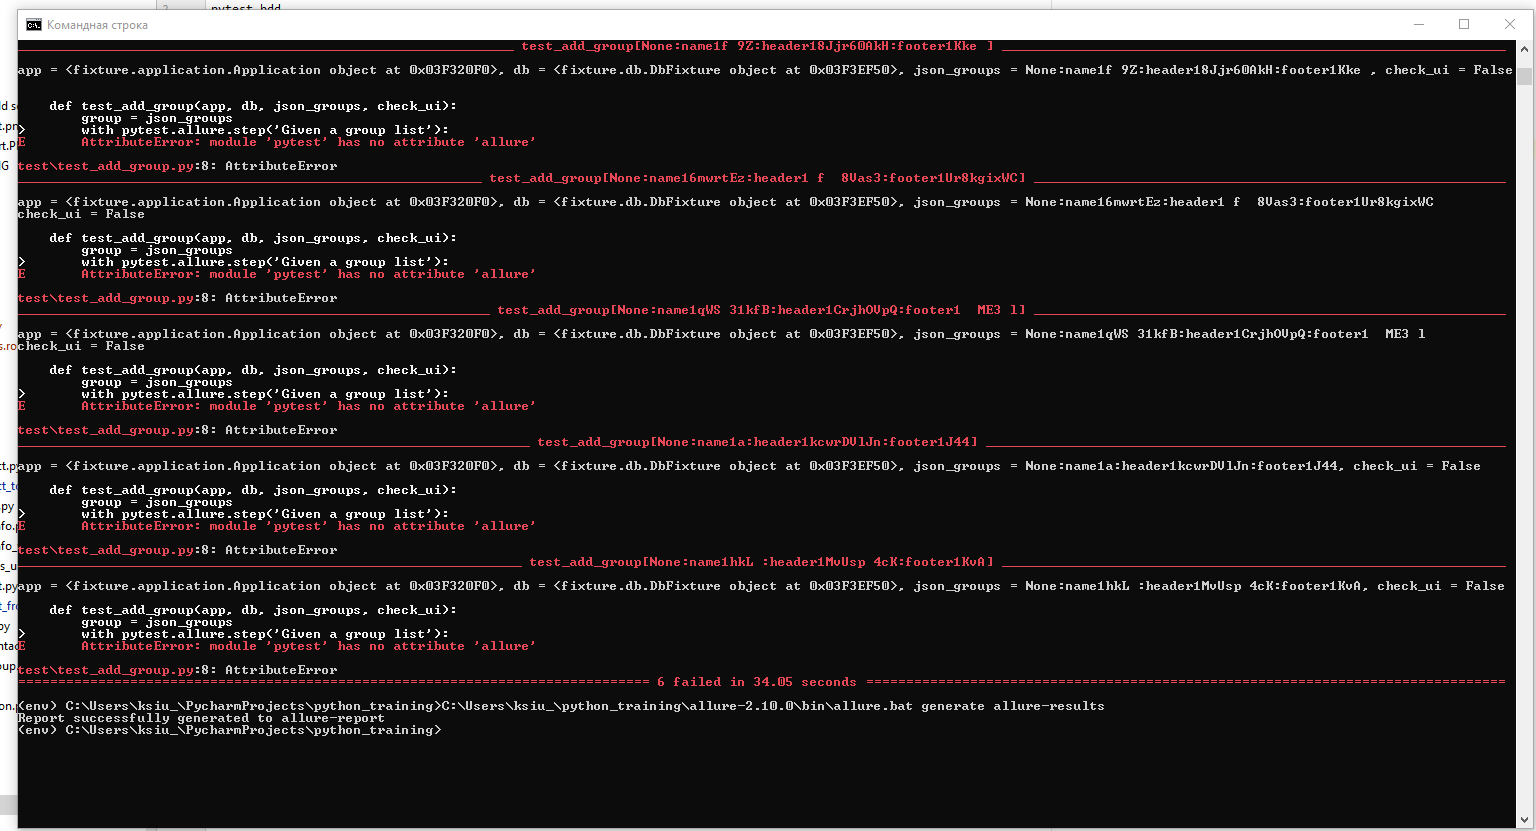 pytest_bdd
Командная строка
test_add_group[None:name1f 9Z:header18Jjr60AkH:footer1Kke ]
app = <fixture.application.Application object at 0x03F320F0>, db = <fixture.db.DbFixture object at 0x03F3EF50>, json_groups = None:name1f 9Z:header18Jjr60AkH:footer1Kke , check_ui = False
def test_add_group(app, db, json_groups, check_ui):
group = json_groups
> with pytest.allure.step('Given a group list'):
E AttributeError: module 'pytest' has no attribute 'allure'
test\test_add_group.py:8: AttributeError
test_add_group[None:name16mwrtEz:header1 f  8Vas3:footer1Ur8kgixWC]
app = <fixture.application.Application object at 0x03F320F0>, db = <fixture.db.DbFixture object at 0x03F3EF50>, json_groups = None:name16mwrtEz:header1 f  8Vas3:footer1Ur8kgixWC
check_ui = False
def test_add_group(app, db, json_groups, check_ui):
group = json_groups
> with pytest.allure.step('Given a group list'):
E AttributeError: module 'pytest' has no attribute 'allure'
test\test_add_group.py:8: AttributeError
test_add_group[None:name1qWS 31kfB:header1CrjhOVpQ:footer1  ME3 l]
app = <fixture.application.Application object at 0x03F320F0>, db = <fixture.db.DbFixture object at 0x03F3EF50>, json_groups = None:name1qWS 31kfB:header1CrjhOVpQ:footer1  ME3 l
check_ui = False
def test_add_group(app, db, json_groups, check_ui):
group = json_groups
> with pytest.allure.step('Given a group list'):
E AttributeError: module 'pytest' has no attribute 'allure'
test\test_add_group.py:8: AttributeError
test_add_group[None:name1a:header1kcwrDVlJn:footer1J44]
app = <fixture.application.Application object at 0x03F320F0>, db = <fixture.db.DbFixture object at 0x03F3EF50>, json_groups = None:name1a:header1kcwrDVlJn:footer1J44, check_ui = False
def test_add_group(app, db, json_groups, check_ui):
group = json_groups
> with pytest.allure.step('Given a group list'):
E AttributeError: module 'pytest' has no attribute 'allure'
test\test_add_group.py:8: AttributeError
test_add_group[None:name1hkL :header1MvUsp 4cK:footer1KvA]
app = <fixture.application.Application object at 0x03F320F0>, db = <fixture.db.DbFixture object at 0x03F3EF50>, json_groups = None:name1hkL :header1MvUsp 4cK:footer1KvA, check_ui = False
def test_add_group(app, db, json_groups, check_ui):
group = json_groups
> with pytest.allure.step('Given a group list'):
E AttributeError: module 'pytest' has no attribute 'allure'
test\test_add_group.py:8: AttributeError
6 failed in 34.05 seconds
(env) C:\Users\ksiu_\PycharmProjects\python_training>C:\Users\ksiu_\python_training\allure-2.10.0\bin\allure.bat generate allure-results
Report successfully generated to allure-report
(env) C:\Users\ksiu_\PycharmProjects\python_training>